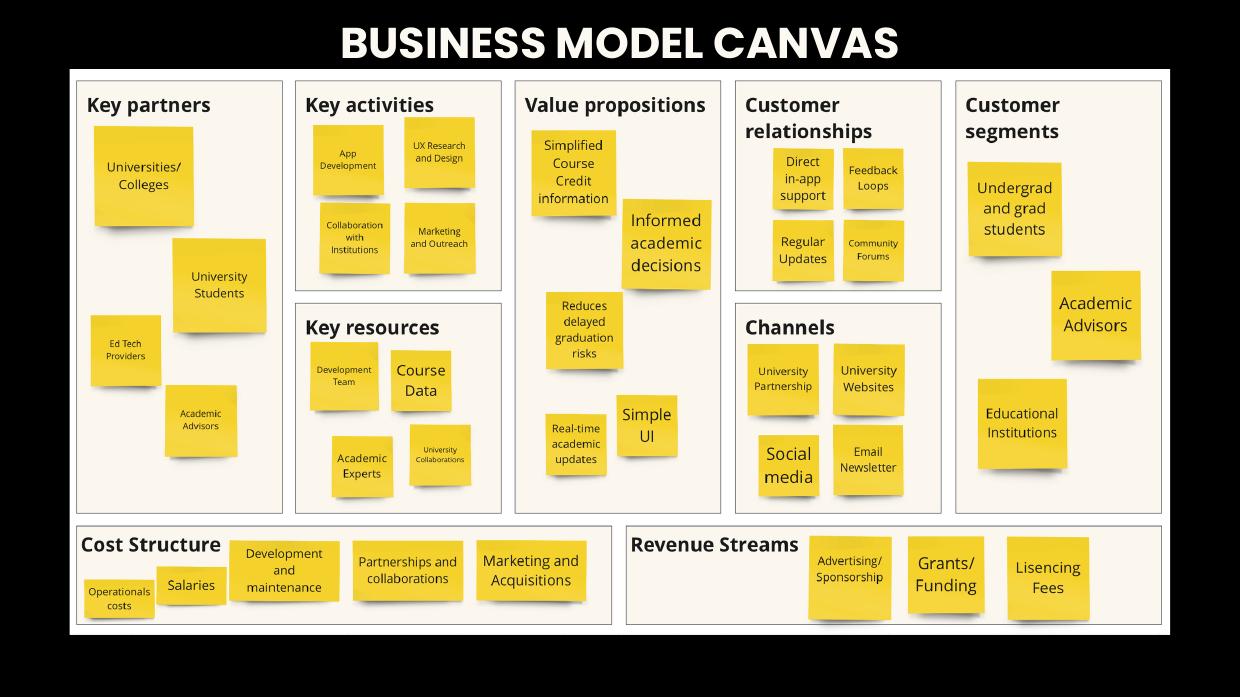 BUSINESS MODEL CANVAS
Key partners
Universities/
Colleges
University
Students
Ed Tech
Providers
Academic
Advisors
Key activities
App
Development
UX Research
and Design
Collaboration
with
Institutions
Marketing
and Outreach
Key resources
Development
Team
Course
Data
Academic
Experts
University
Collaborations
Value propositions
Simplified
Course
Credit
information
Informed
academic
decisions
Reduces
delayed
graduation
risks
Real-time
academic
updates
Simple
UI
Customer
relationships
Direct
in-app
support
Feedback
Loops
Regular
Updates
Community
Forums
Channels
University
Partnership
University
Websites
Social
media
Email
Newsletter
Customer
segments
Undergrad
and grad
students
Academic
Advisors
Educational
Institutions
Cost Structure
Operationals
costs
Salaries
Development
and
maintenance
Partnerships and
collaborations
Marketing and
Acquisitions
Revenue Streams
Advertising/
Sponsorship
Grants/
Funding
Lisencing
Fees